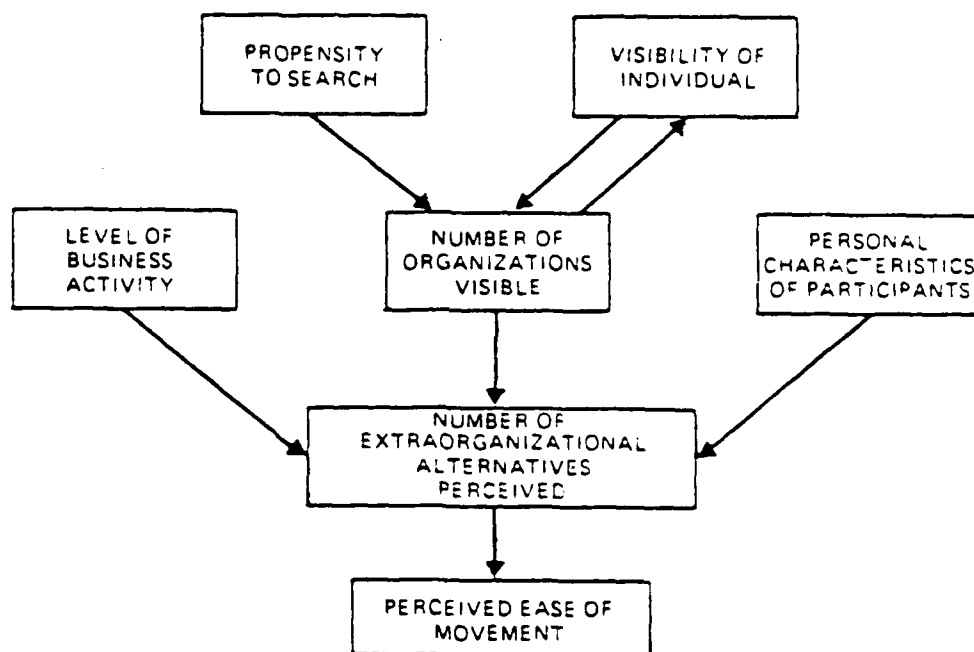 PROPENSITY
TO SEARCH
VISIBILITY OF
INDIVIDUAL
LEVEL OF
BUSINESS
ACTIVITY
NUMBER OF
ORGANIZATIONS
VISIBLE
PERSONAL
CHARACTERISTICS
OF PARTICIPANTS
NUMBER OF
EXTRAORGANIZATIONAL
ALTERNATIVES
PERCEIVED
PERCEIVED EASE OF
MOVEMENT